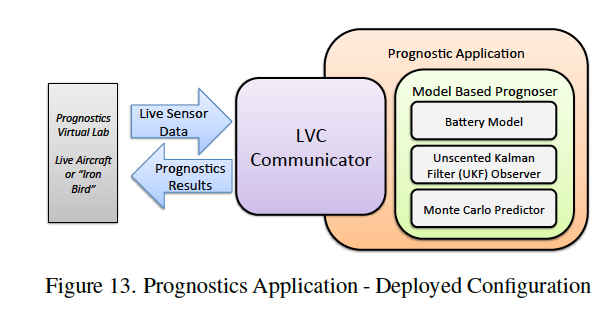 Prognostics
Virtual Lab
Live Aircraft
or “Iron
Bird”
Live Sensor
Data
Prognostics
Results
LVC
Communicator
Prognostic Application
Model Based Prognoser
Battery Model
Unscented Kalman
Filter (UKF) Observer
Monte Carlo Predictor
Figure 13. Prognostics Application - Deployed Configuration